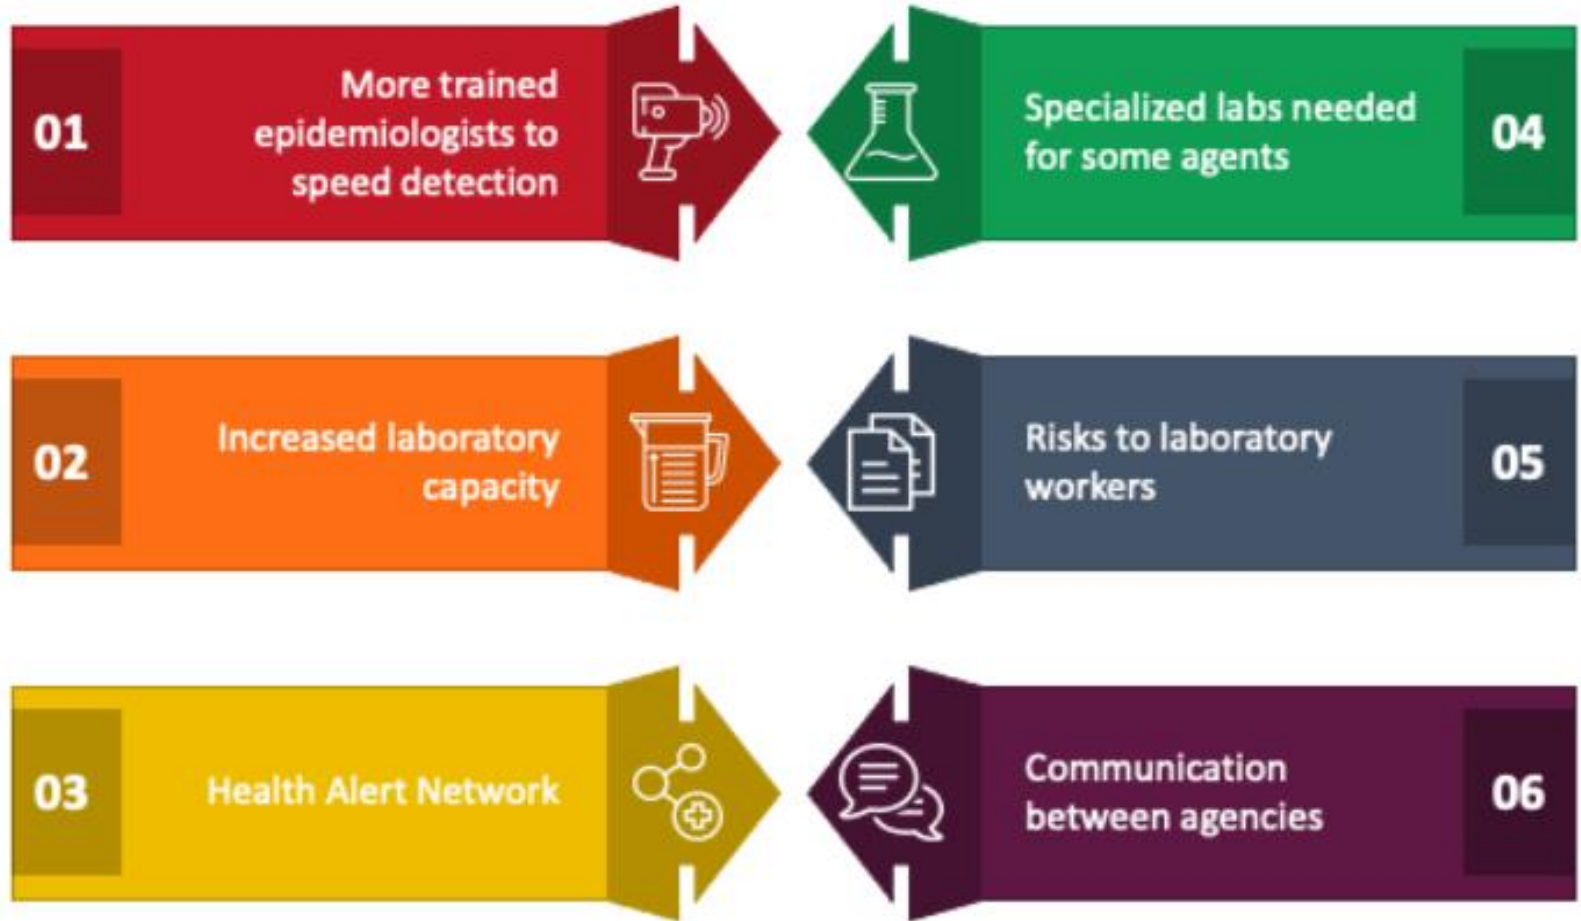 01
More trained
epidemiologists to
speed detection
02
Increased laboratory
capacity
03
Health Alert Network
Specialized labs needed
for some agents
04
Risks to laboratory
workers
05
Communication
between agencies
06